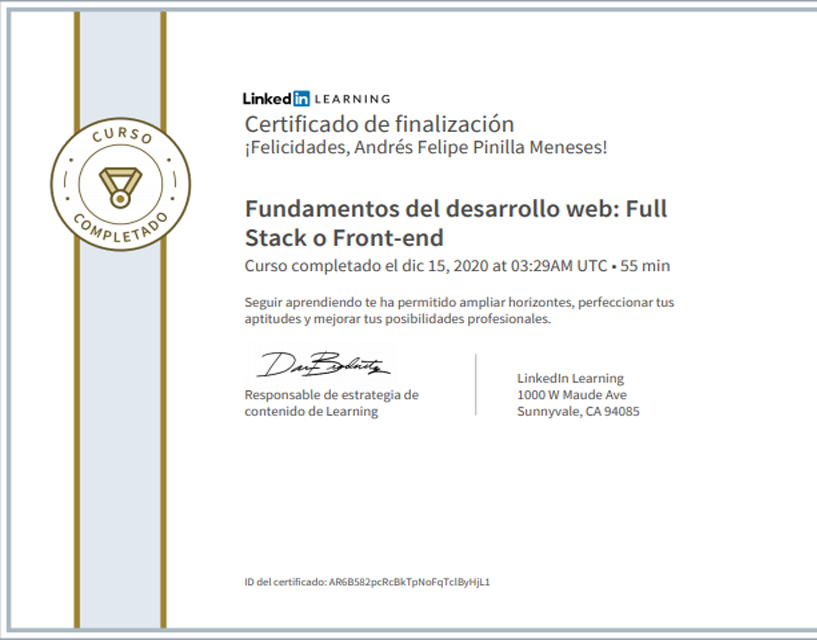 LinkedIn LEARNING
Certificado de finalización
¡Felicidades, Andrés Felipe Pinilla Meneses!
CURSO
COMPLETADO
Fundamentos del desarrollo web: Full
Stack o Front-end
Curso completado el dic 15, 2020 at 03:29AM UTC • 55 min
Seguir aprendiendo te ha permitido ampliar horizontes, perfeccionar tus
aptitudes y mejorar tus posibilidades profesionales.
Responsable de estrategia de
contenido de Learning
LinkedIn Learning
1000 W Maude Ave
Sunnyvale, CA 94085
ID del certificado: AR6B582pcRcBkTpNoFqTclByHjL1